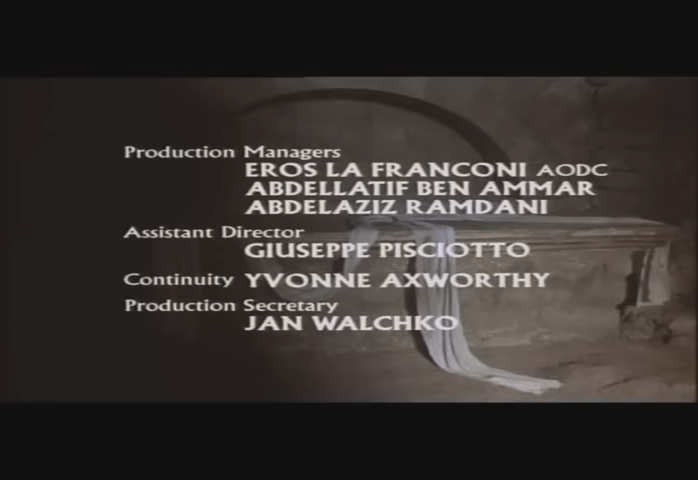 Production Managers
EROS LA FRANCONI AODC
ABDELLATIF BEN AMMAR
ABDELAZIZ RAMDANI
Assistant Director
GIUSEPPE PISCIOTTO
Continuity YVONNE AXWORTHY
Production Secretary
JAN WALCHKO